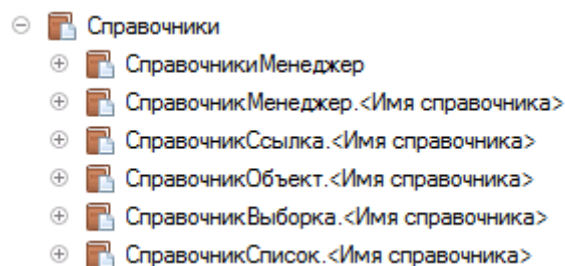 Справочники
СправочникиМенеджер
СправочникМенеджер.<Имя справочника>
СправочникСсылка.<Имя справочника>
СправочникОбъект.<Имя справочника>
СправочникВыборка.<Имя справочника>
СправочникСписок.<Имя справочника>